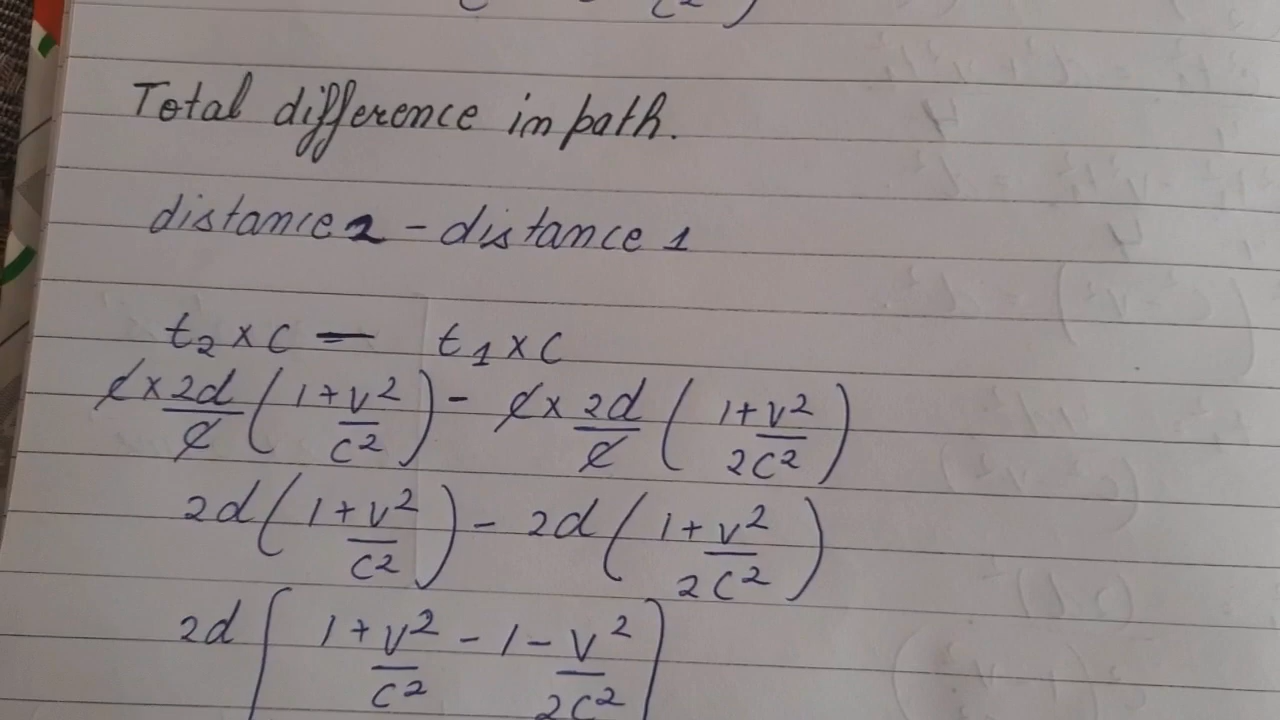 Total difference in path.
distance 2 - distance 1
t₂ x c - t₁ x c
c x 2d/c (1 + v²/c²) - c x 2d/c (1 + v²/2c²)
2d (1 + v²/c²) - 2d (1 + v²/2c²)
2d [1 + v²/c² - 1 - v²/2c²]